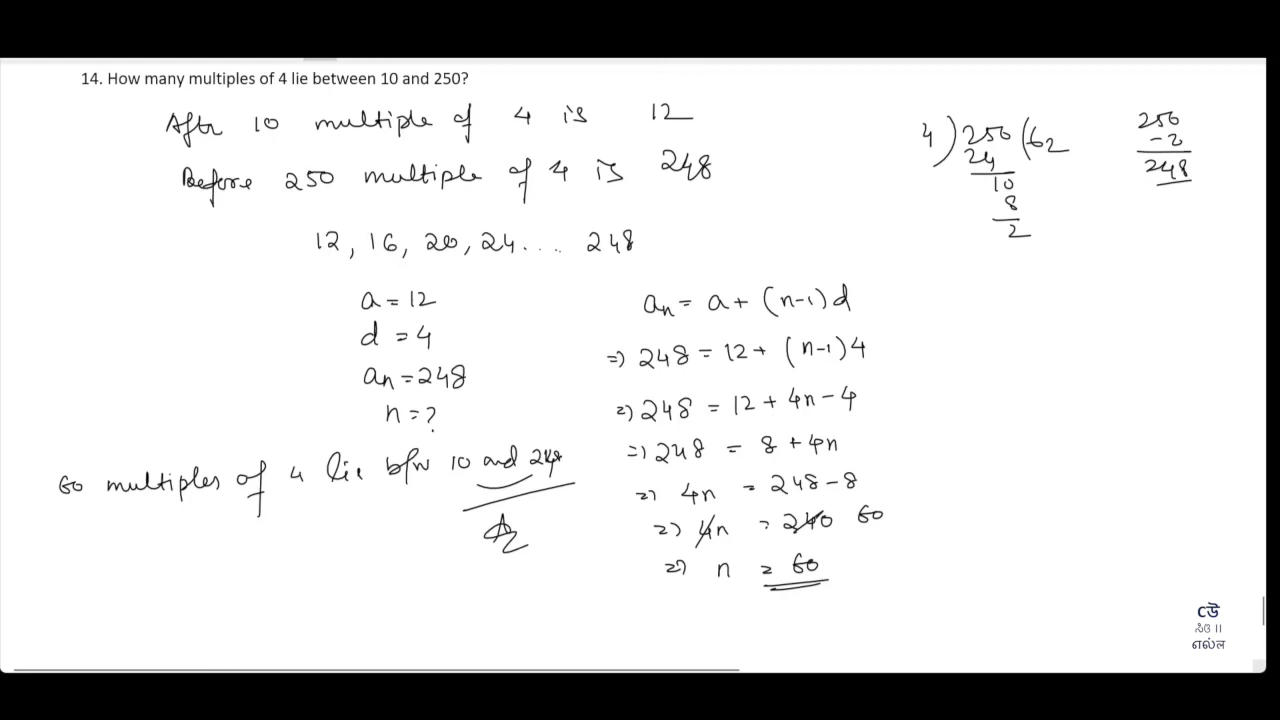 14. How many multiples of 4 lie between 10 and 250?
After 10 multiple of 4 is 12
Before 250 multiple of 4 is 248
4 ) 250 ( 62
24
10
8
2
250
-2
248
12, 16, 20, 24 .... 248
a = 12
d = 4
an = 248
n = ?
an = a + (n-1)d
=) 248 = 12 + (n-1)4
=) 248 = 12 + 4n - 4
=) 248 = 8 + 4n
=) 4n = 248 - 8
=) 4n = 240 60
=) n = 60
60 multiples of 4 lie b/w 10 and 248
Cউ
எல்ல